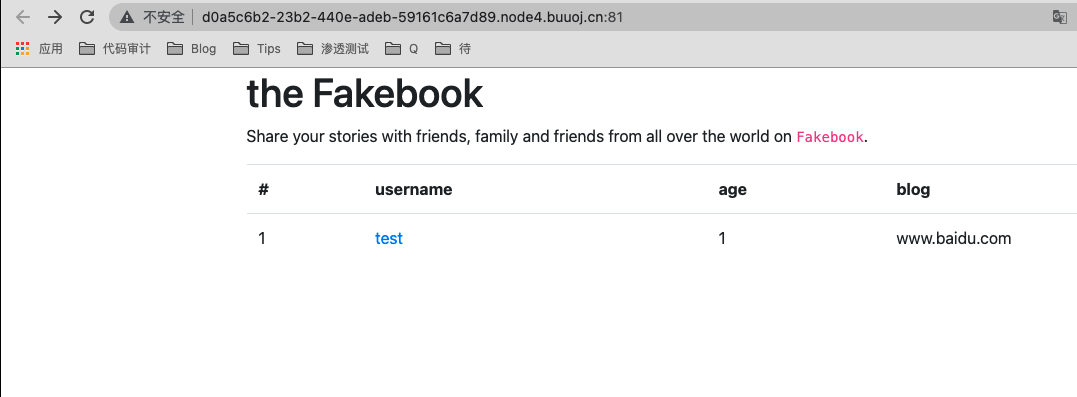 不安全 d0a5c6b2-23b2-440e-adeb-59161c6a7d89.node4.buuoj.cn:81
应用 代码审计 Blog Tips 渗透测试 Q 待
the Fakebook
Share your stories with friends, family and friends from all over the world on Fakebook.
# username age blog
1 test 1 www.baidu.com